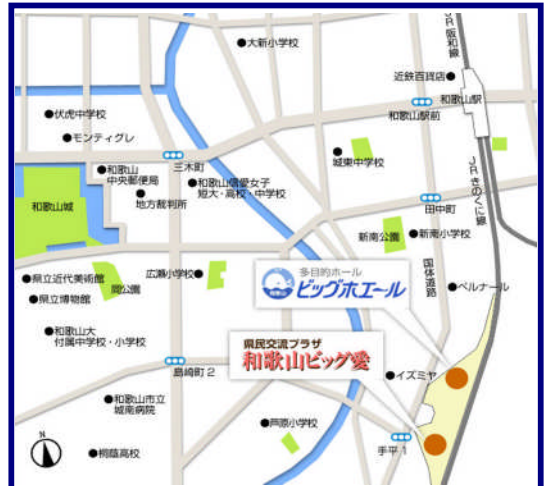 JR阪和線
大新小学校
近鉄百貨店
和歌山駅
和歌山駅前
伏虎中学校
モンティグレ
三木町
城東中学校
JRきのくに線
和歌山
中央郵便局
和歌山信愛女子
短大・高校・中学校
地方裁判所
和歌山城
田中町
新南公園
新南小学校
国体道路
県立近代美術館
岡公園
広瀬小学校
多目的ホール
ビッグホエール
ベルナール
県立博物館
和歌山大
付属中学校・小学校
県民交流プラザ
和歌山ビッグ愛
島崎町2
イズミヤ
和歌山市立
城南病院
芦原小学校
手平1
桐蔭高校
N